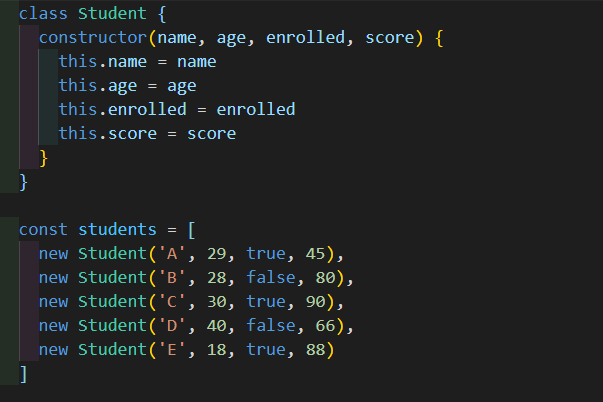 class Student {
  constructor(name, age, enrolled, score) {
    this.name = name
    this.age = age
    this.enrolled = enrolled
    this.score = score
  }
}

const students = [
  new Student('A', 29, true, 45),
  new Student('B', 28, false, 80),
  new Student('C', 30, true, 90),
  new Student('D', 40, false, 66),
  new Student('E', 18, true, 88)
]